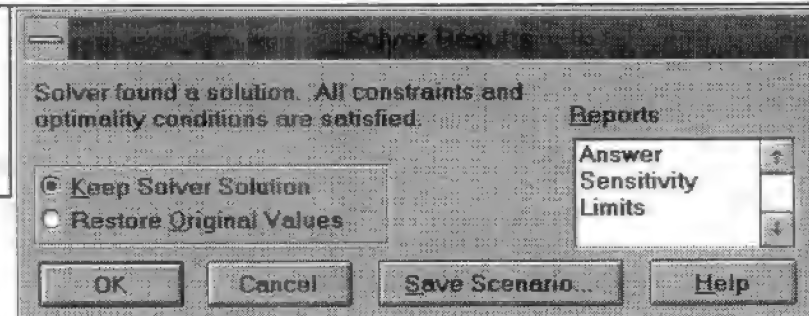 Solver Results
Solver found a solution. All constraints and
optimality conditions are satisfied.
Reports
Answer
Sensitivity
Limits
Keep Solver Solution
Restore Original Values
OK
Cancel
Save Scenario...
Help